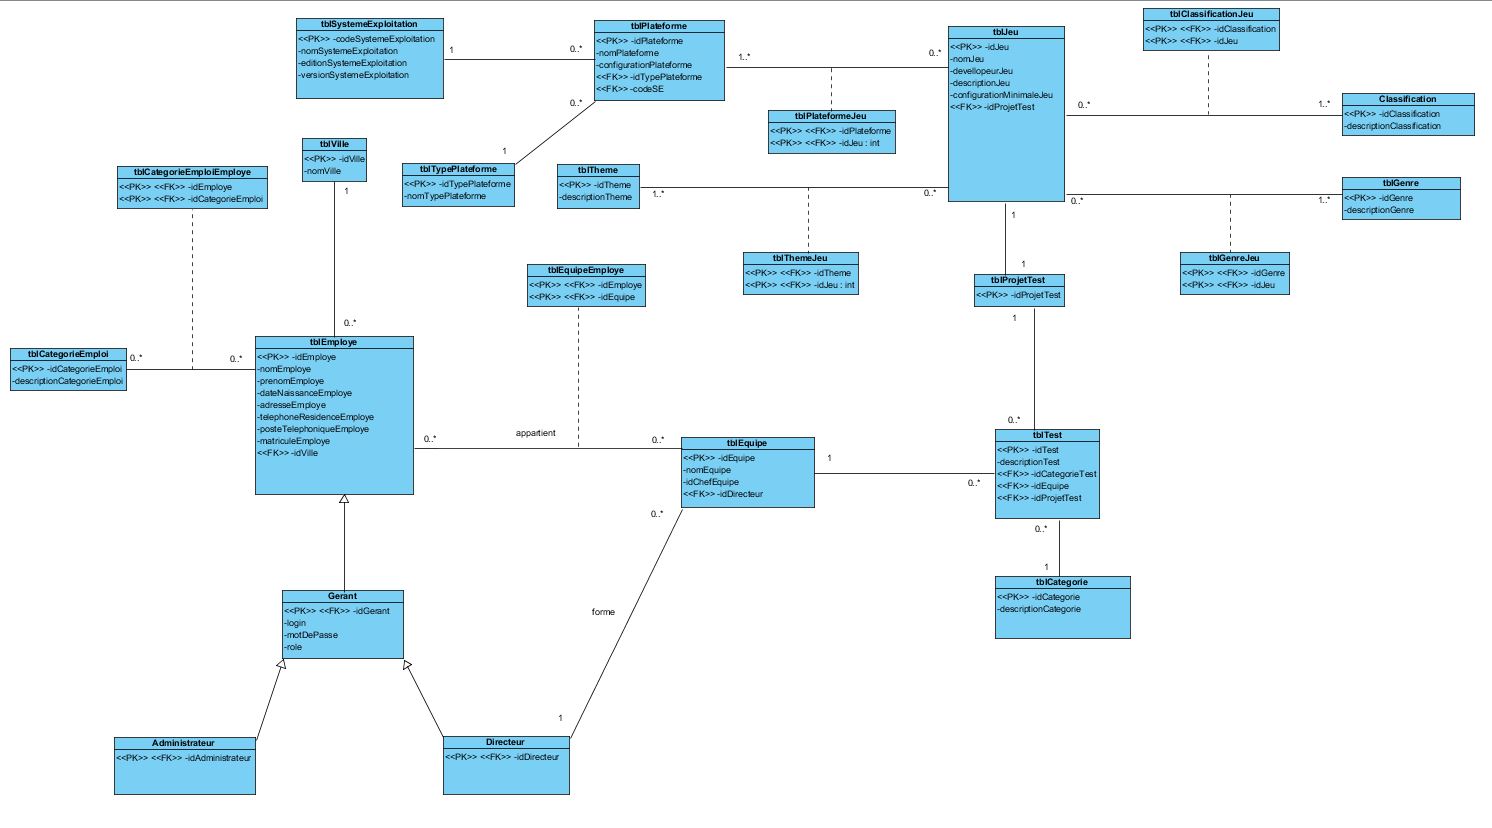 tblSystemeExploitation
<<PK>> -codeSystemeExploitation
-nomSystemeExploitation
-editionSystemeExploitation
-versionSystemeExploitation
1
0..*
tblPlateforme
<<PK>> -idPlateforme
-nomPlateforme
-configurationPlateforme
<<FK>> -idTypePlateforme
<<FK>> -codeSE
1..*
0..*
tblJeu
<<PK>> -idJeu
-nomJeu
-devellopeurJeu
-descriptionJeu
-configurationMinimaleJeu
<<FK>> -idProjetTest
tblClassificationJeu
<<PK>> <<FK>> -idClassification
<<PK>> <<FK>> -idJeu
0..*
1..*
Classification
<<PK>> -idClassification
-descriptionClassification
0..*
1
tblPlateformeJeu
<<PK>> <<FK>> -idPlateforme
<<PK>> <<FK>> -idJeu : int
tblVille
<<PK>> -idVille
-nomVille
1
tblCategorieEmploiEmploye
<<PK>> <<FK>> -idEmploye
<<PK>> <<FK>> -idCategorieEmploi
tblTypePlateforme
<<PK>> -idTypePlateforme
-nomTypePlateforme
tblTheme
<<PK>> -idTheme
-descriptionTheme
1..*
0..*
0..*
1..*
tblGenre
<<PK>> -idGenre
-descriptionGenre
1
1
tblThemeJeu
<<PK>> <<FK>> -idTheme
<<PK>> <<FK>> -idJeu : int
tblGenreJeu
<<PK>> <<FK>> -idGenre
<<PK>> <<FK>> -idJeu
tblEquipeEmploye
<<PK>> <<FK>> -idEmploye
<<PK>> <<FK>> -idEquipe
tblProjetTest
<<PK>> -idProjetTest
1
0..*
0..*
tblCategorieEmploi
<<PK>> -idCategorieEmploi
-descriptionCategorieEmploi
0..*
0..*
tblEmploye
<<PK>> -idEmploye
-nomEmploye
-prenomEmploye
-dateNaissanceEmploye
-adresseEmploye
-telephoneResidenceEmploye
-posteTelephoniqueEmploye
-matriculeEmploye
<<FK>> -idVille
0..*
appartient
0..*
tblEquipe
<<PK>> -idEquipe
-nomEquipe
-idChefEquipe
<<FK>> -idDirecteur
1
0..*
tblTest
<<PK>> -idTest
-descriptionTest
<<FK>> -idCategorieTest
<<FK>> -idEquipe
<<FK>> -idProjetTest
0..*
0..*
1
tblCategorie
<<PK>> -idCategorie
-descriptionCategorie
Gerant
<<PK>> <<FK>> -idGerant
-login
-motDePasse
-role
forme
1
Administrateur
<<PK>> <<FK>> -idAdministrateur
Directeur
<<PK>> <<FK>> -idDirecteur